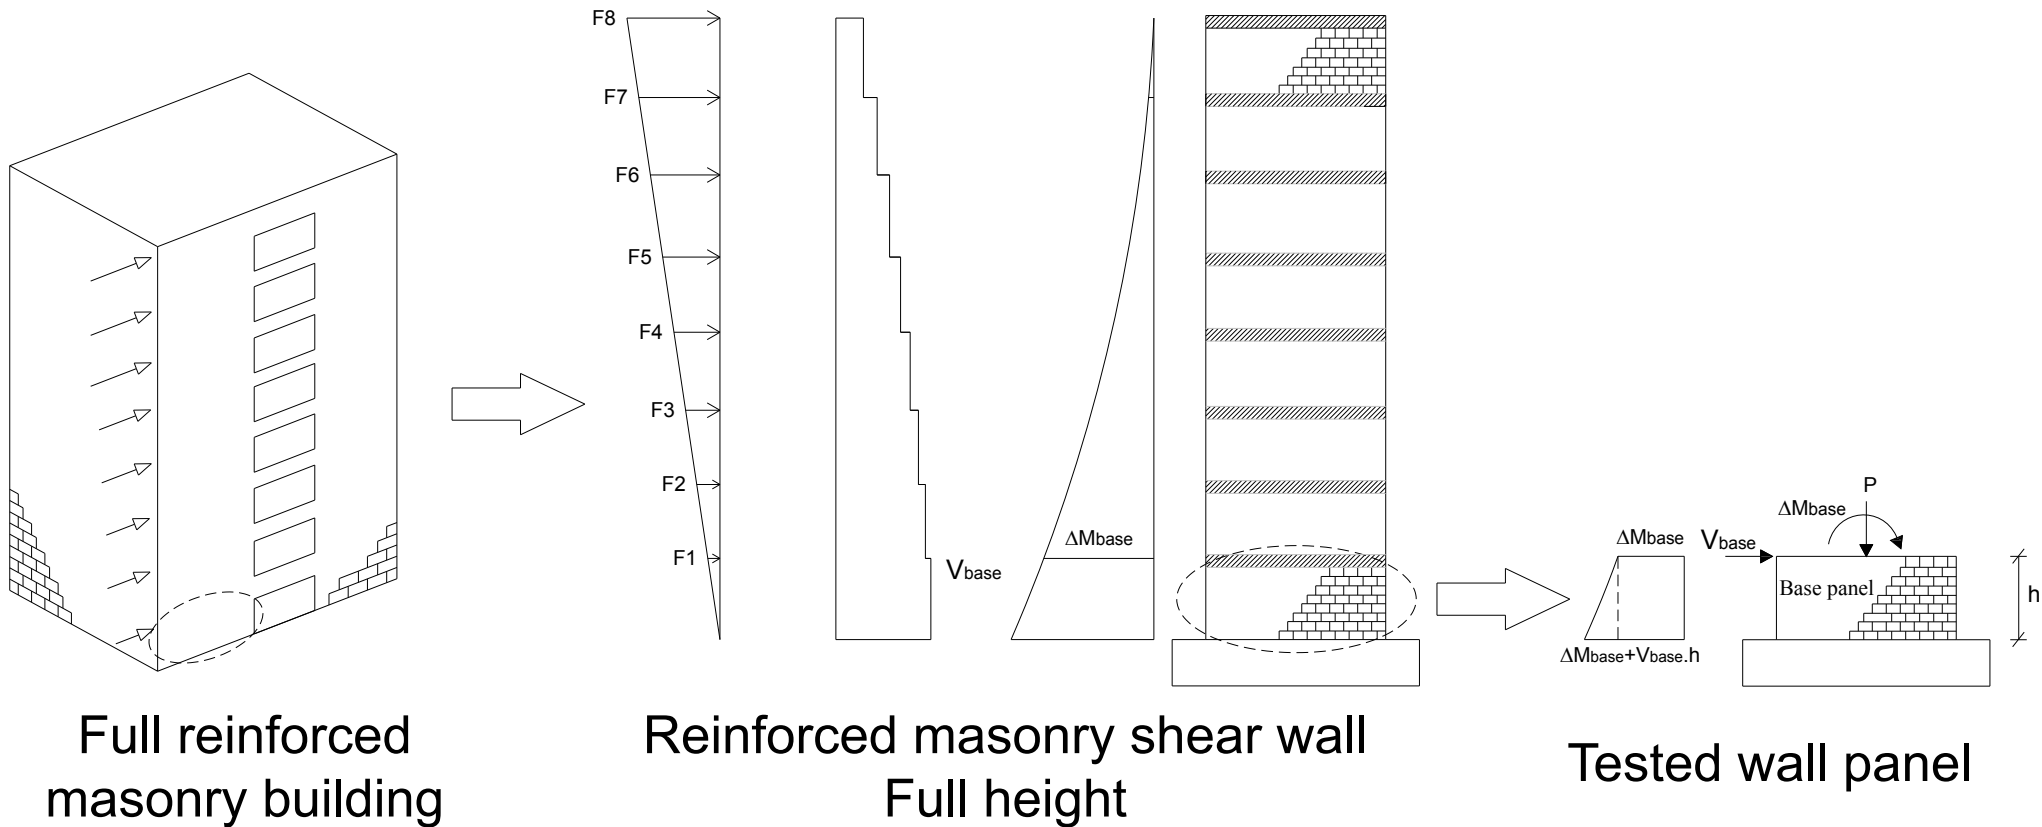 F8
F7
F6
F5
F4
F3
F2
F1
Vbase
ΔMbase
ΔMbase
ΔMbase+Vbase.h
Vbase
ΔMbase
P
Base panel
h
Full reinforced
masonry building
Reinforced masonry shear wall
Full height
Tested wall panel